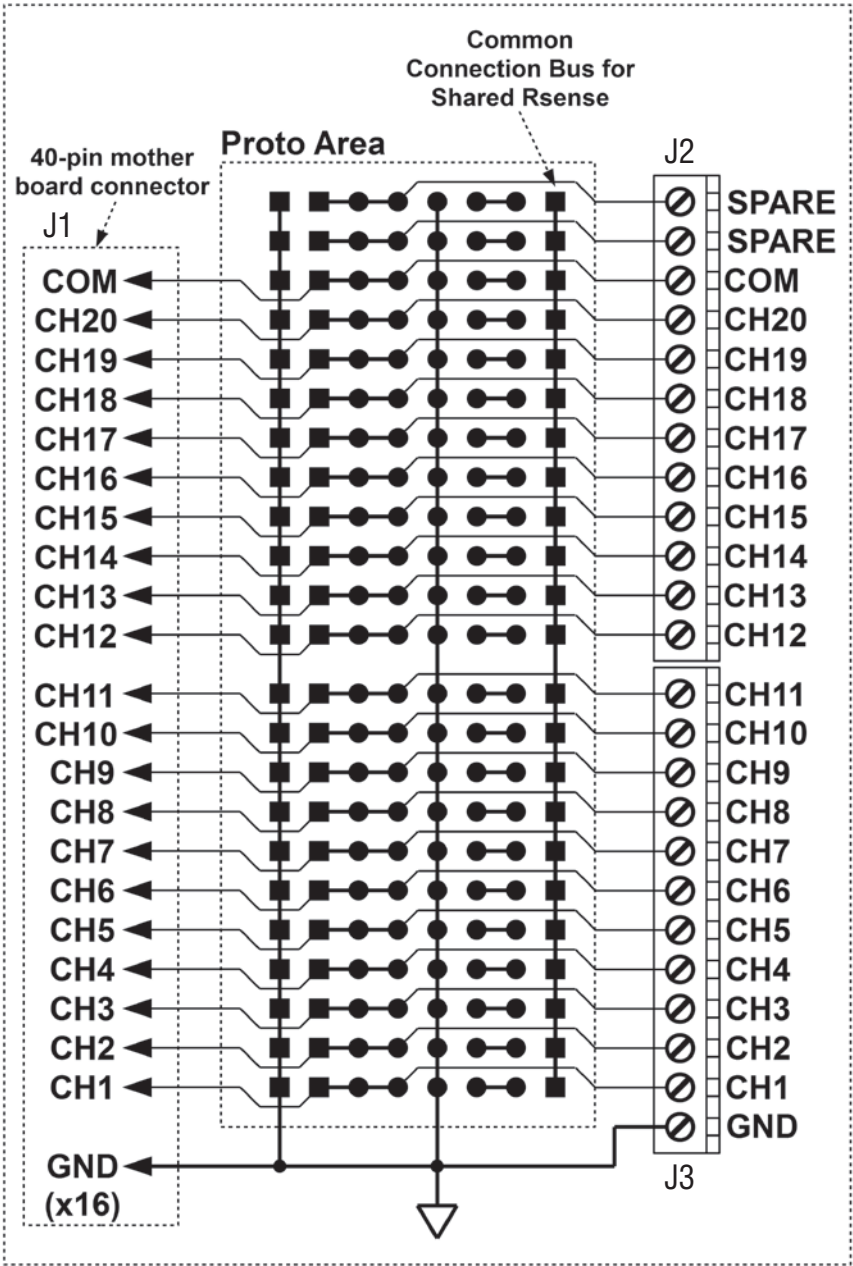 Common
Connection Bus for
Shared Rsense
Proto Area
40-pin mother
board connector
J1
J2
SPARE
SPARE
COM
COM
CH20
CH20
CH19
CH19
CH18
CH18
CH17
CH17
CH16
CH16
CH15
CH15
CH14
CH14
CH13
CH13
CH12
CH12
CH11
CH11
CH10
CH10
CH9
CH9
CH8
CH8
CH7
CH7
CH6
CH6
CH5
CH5
CH4
CH4
CH3
CH3
CH2
CH2
CH1
CH1
GND
GND
(x16)
J3